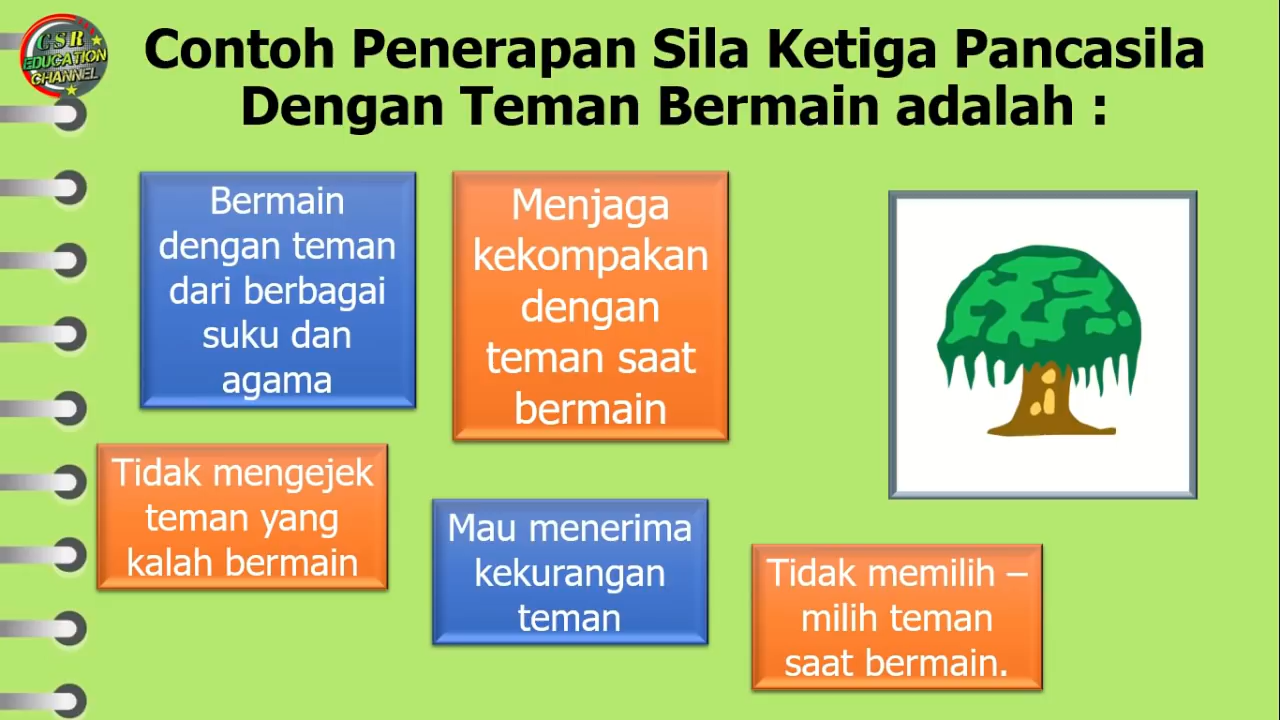 CSR
EDUCATION
CHANNEL
Contoh Penerapan Sila Ketiga Pancasila
Dengan Teman Bermain adalah :
Bermain
dengan teman
dari berbagai
suku dan
agama
Menjaga
kekompakan
dengan
teman saat
bermain
Tidak mengejek
teman yang
kalah bermain
Mau menerima
kekurangan
teman
Tidak memilih –
milih teman
saat bermain.